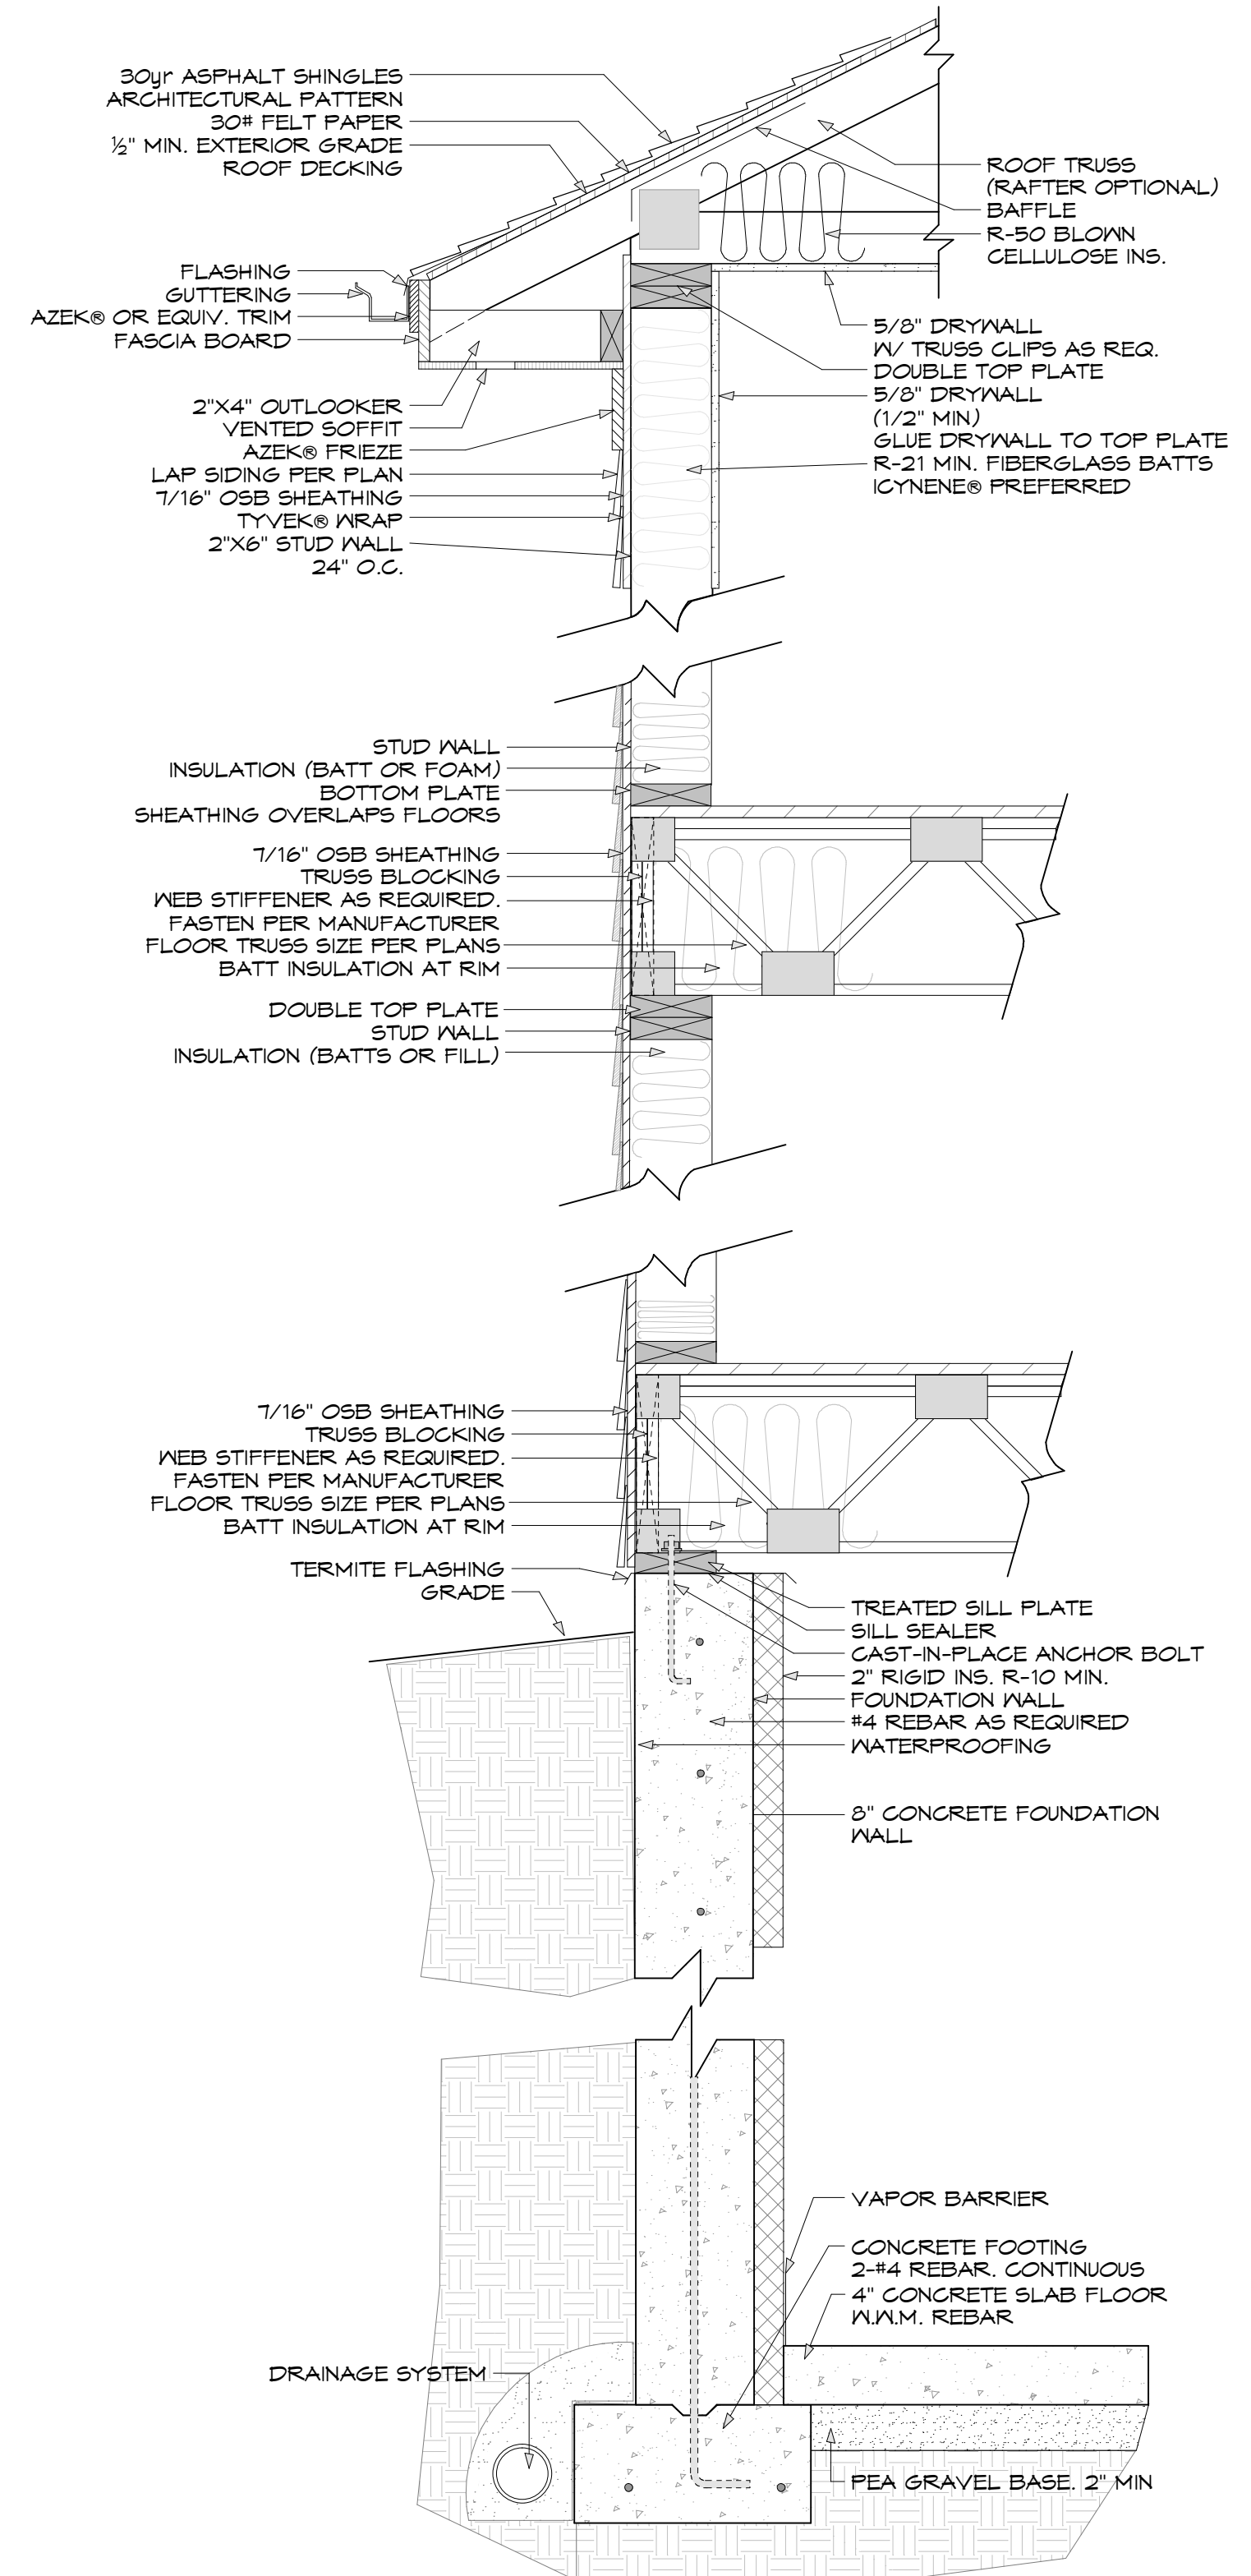 30yr ASPHALT SHINGLES
ARCHITECTURAL PATTERN
30# FELT PAPER
½" MIN. EXTERIOR GRADE
ROOF DECKING
ROOF TRUSS
(RAFTER OPTIONAL)
BAFFLE
R-50 BLOWN
CELLULOSE INS.
FLASHING
GUTTERING
AZEK® OR EQUIV. TRIM
FASCIA BOARD
5/8" DRYWALL
W/ TRUSS CLIPS AS REQ.
DOUBLE TOP PLATE
5/8" DRYWALL
(1/2" MIN)
GLUE DRYWALL TO TOP PLATE
R-21 MIN. FIBERGLASS BATTS
ICYNENE® PREFERRED
2"X4" OUTLOOKER
VENTED SOFFIT
AZEK® FRIEZE
LAP SIDING PER PLAN
7/16" OSB SHEATHING
TYVEK® WRAP
2"X6" STUD WALL
24" O.C.
STUD WALL
INSULATION (BATT OR FOAM)
BOTTOM PLATE
SHEATHING OVERLAPS FLOORS
7/16" OSB SHEATHING
TRUSS BLOCKING
WEB STIFFENER AS REQUIRED.
FASTEN PER MANUFACTURER
FLOOR TRUSS SIZE PER PLANS
BATT INSULATION AT RIM
DOUBLE TOP PLATE
STUD WALL
INSULATION (BATTS OR FILL)
7/16" OSB SHEATHING
TRUSS BLOCKING
WEB STIFFENER AS REQUIRED.
FASTEN PER MANUFACTURER
FLOOR TRUSS SIZE PER PLANS
BATT INSULATION AT RIM
TERMITE FLASHING
GRADE
TREATED SILL PLATE
SILL SEALER
CAST-IN-PLACE ANCHOR BOLT
2" RIGID INS. R-10 MIN.
FOUNDATION WALL
#4 REBAR AS REQUIRED
WATERPROOFING
8" CONCRETE FOUNDATION
WALL
VAPOR BARRIER
CONCRETE FOOTING
2-#4 REBAR. CONTINUOUS
4" CONCRETE SLAB FLOOR
W.W.M. REBAR
DRAINAGE SYSTEM
PEA GRAVEL BASE. 2" MIN